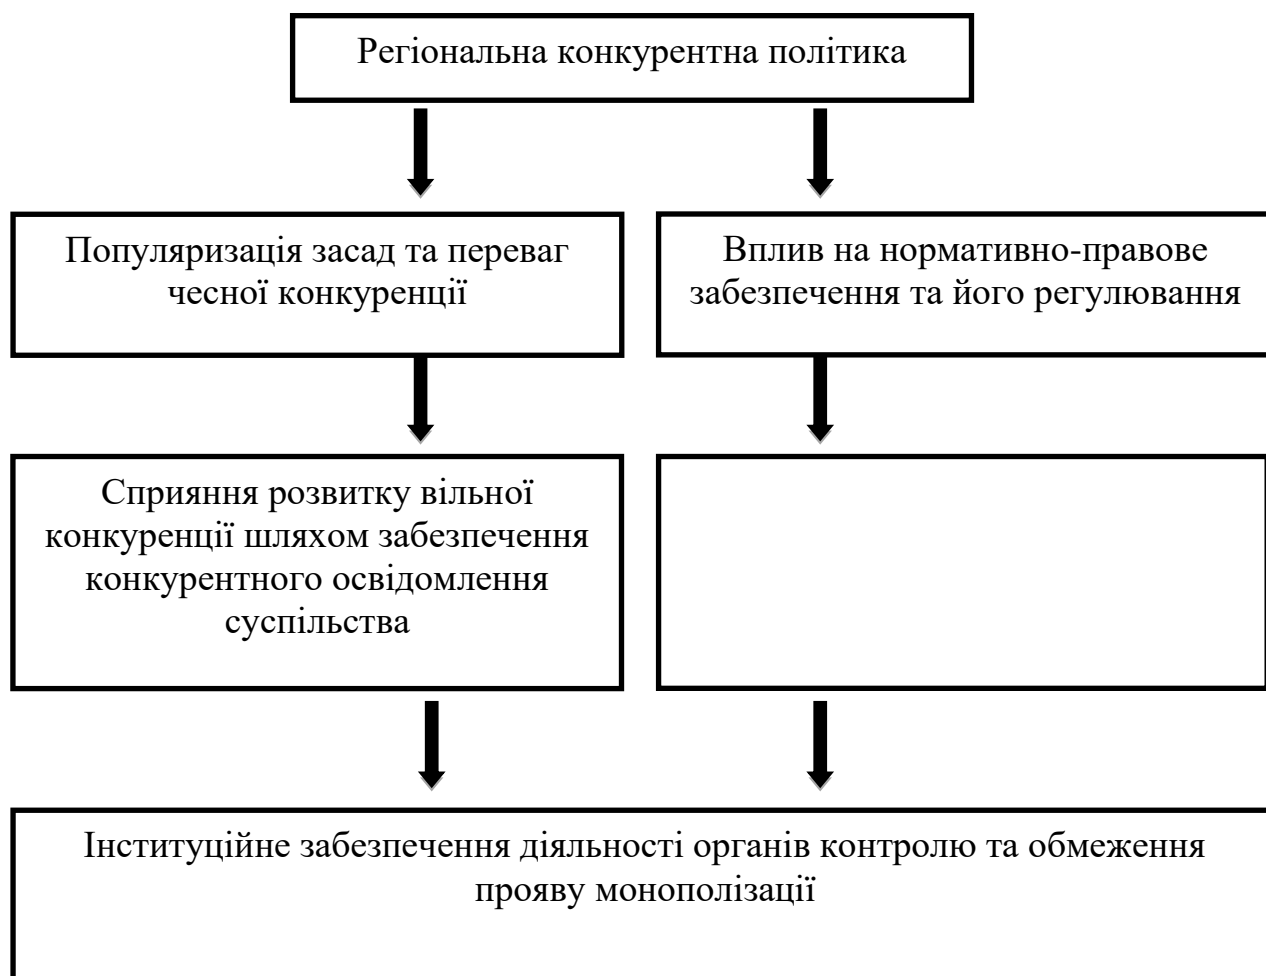 Регіональна конкурентна політика
Популяризація засад та переваг
чесної конкуренції
Вплив на нормативно-правове
забезпечення та його регулювання
Сприяння розвитку вільної
конкуренції шляхом забезпечення
конкурентного освідомлення
суспільства
Інституційне забезпечення діяльності органів контролю та обмеження
прояву монополізації